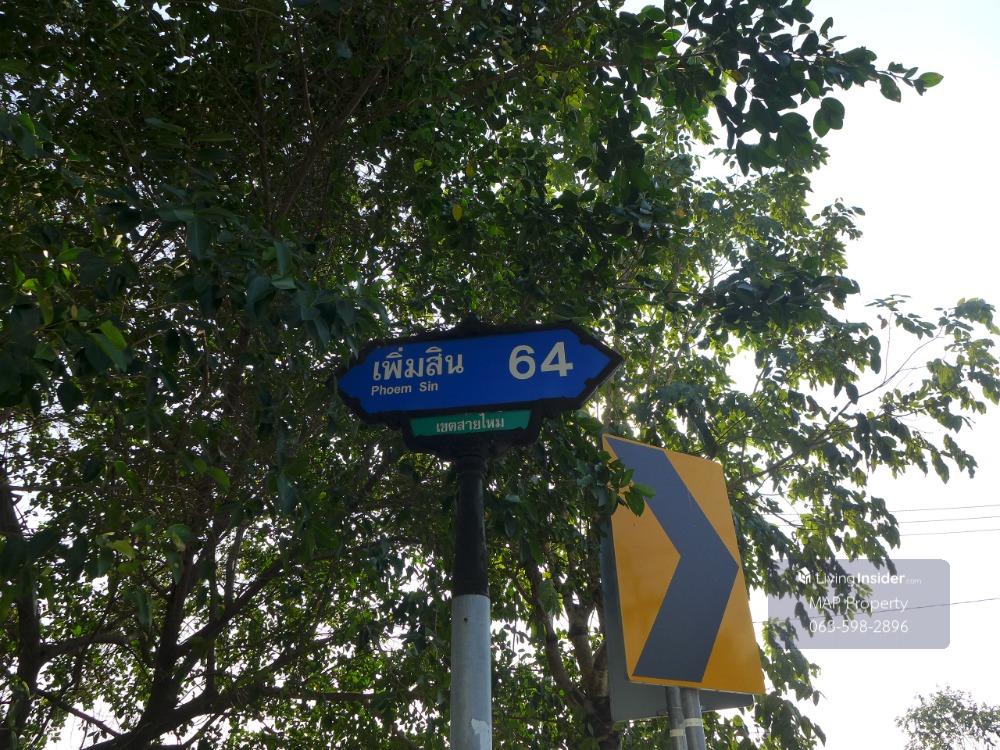 เพิ่มสิน 64
Phoem Sin
เขตสายไหม
LivingInsider.com
MAP Property
063-598-2896